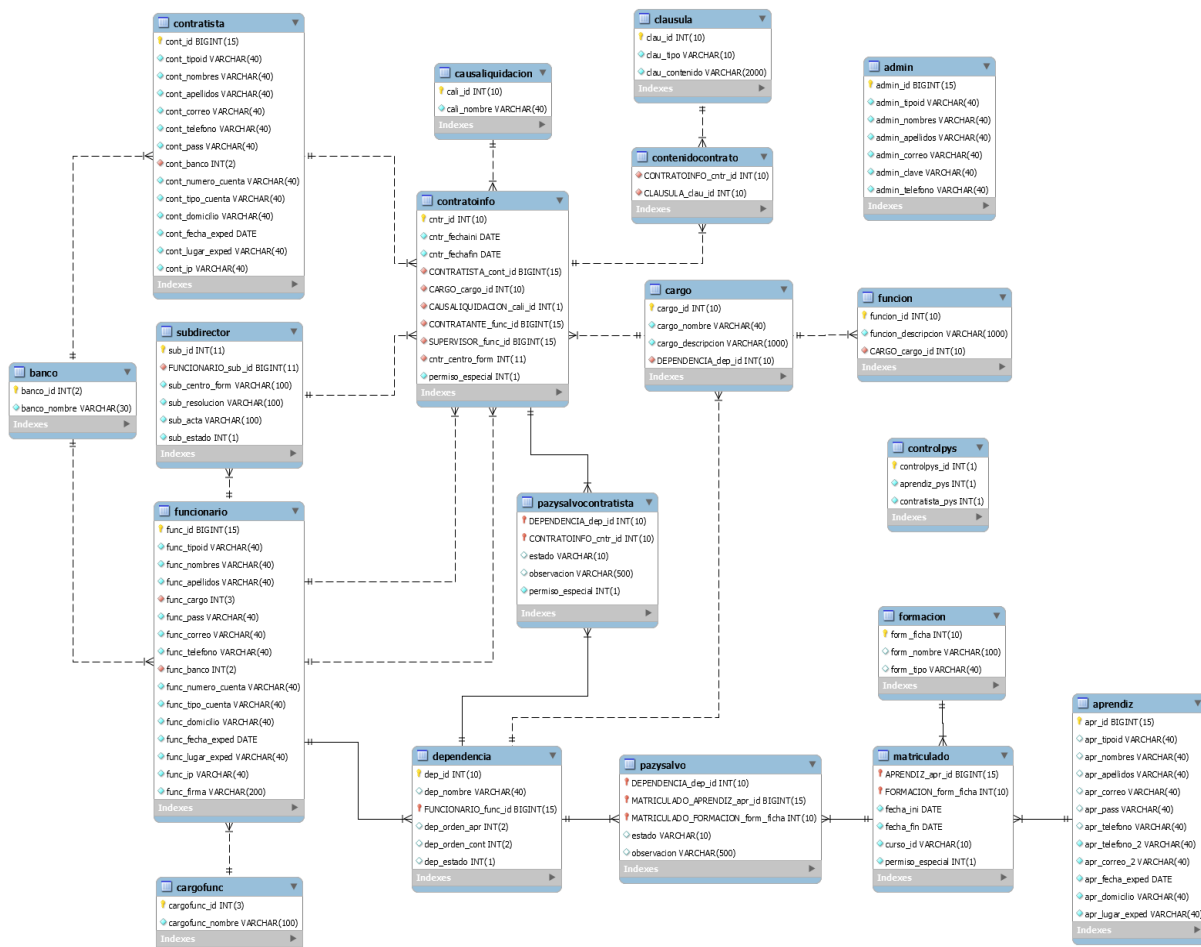 contratista
cont_id BIGINT(15)
cont_tipoid VARCHAR(40)
cont_nombres VARCHAR(40)
cont_apellidos VARCHAR(40)
cont_correo VARCHAR(40)
cont_telefono VARCHAR(40)
cont_pass VARCHAR(40)
cont_banco INT(2)
cont_numero_cuenta VARCHAR(40)
cont_tipo_cuenta VARCHAR(40)
cont_domicilio VARCHAR(40)
cont_fecha_exped DATE
cont_lugar_exped VARCHAR(40)
cont_ip VARCHAR(40)
Indexes
causaliquidacion
cali_id INT(10)
cali_nombre VARCHAR(40)
Indexes
clausula
clau_id INT(10)
clau_tipo VARCHAR(10)
clau_contenido VARCHAR(2000)
Indexes
admin
admin_id BIGINT(15)
admin_tipoid VARCHAR(40)
admin_nombres VARCHAR(40)
admin_apellidos VARCHAR(40)
admin_correo VARCHAR(40)
admin_clave VARCHAR(40)
admin_telefono VARCHAR(40)
Indexes
contenidocontrato
CONTRATOINFO_cntr_id INT(10)
CLAUSULA_clau_id INT(10)
Indexes
contratoinfo
cntr_id INT(10)
cntr_fechaini DATE
cntr_fechafin DATE
CONTRATISTA_cont_id BIGINT(15)
CARGO_cargo_id INT(10)
CAUSALIQUIDACION_cali_id INT(1)
CONTRATANTE_func_id BIGINT(15)
SUPERVISOR_func_id BIGINT(15)
cntr_centro_form INT(11)
permiso_especial INT(1)
Indexes
cargo
cargo_id INT(10)
cargo_nombre VARCHAR(40)
cargo_descripcion VARCHAR(1000)
DEPENDENCIA_dep_id INT(10)
Indexes
funcion
funcion_id INT(10)
funcion_descripcion VARCHAR(1000)
CARGO_cargo_id INT(10)
Indexes
subdirector
sub_id INT(11)
FUNCIONARIO_sub_id BIGINT(11)
sub_centro_form VARCHAR(100)
sub_resolucion VARCHAR(100)
sub_acta VARCHAR(100)
sub_estado INT(1)
Indexes
banco
banco_id INT(2)
banco_nombre VARCHAR(30)
Indexes
controlpys
controlpys_id INT(1)
aprendiz_pys INT(1)
contratista_pys INT(1)
Indexes
pazysalvocontratista
DEPENDENCIA_dep_id INT(10)
CONTRATOINFO_cntr_id INT(10)
estado VARCHAR(10)
observacion VARCHAR(500)
permiso_especial INT(1)
Indexes
funcionario
func_id BIGINT(15)
func_tipoid VARCHAR(40)
func_nombres VARCHAR(40)
func_apellidos VARCHAR(40)
func_cargo INT(3)
func_pass VARCHAR(40)
func_correo VARCHAR(40)
func_telefono VARCHAR(40)
func_banco INT(2)
func_numero_cuenta VARCHAR(40)
func_tipo_cuenta VARCHAR(40)
func_domicilio VARCHAR(40)
func_fecha_exped DATE
func_lugar_exped VARCHAR(40)
func_ip VARCHAR(40)
func_firma VARCHAR(200)
Indexes
formacion
form_ficha INT(10)
form_nombre VARCHAR(100)
form_tipo VARCHAR(40)
Indexes
dependencia
dep_id INT(10)
dep_nombre VARCHAR(40)
FUNCIONARIO_func_id BIGINT(15)
dep_orden_apr INT(2)
dep_orden_cont INT(2)
dep_estado INT(1)
Indexes
pazysalvo
DEPENDENCIA_dep_id INT(10)
MATRICULADO_APRENDIZ_apr_id BIGINT(15)
MATRICULADO_FORMACION_form_ficha INT(10)
estado VARCHAR(10)
observacion VARCHAR(500)
Indexes
matriculado
APRENDIZ_apr_id BIGINT(15)
FORMACION_form_ficha INT(10)
fecha_ini DATE
fecha_fin DATE
curso_id VARCHAR(10)
permiso_especial INT(1)
Indexes
aprendiz
apr_id BIGINT(15)
apr_tipoid VARCHAR(40)
apr_nombres VARCHAR(40)
apr_apellidos VARCHAR(40)
apr_correo VARCHAR(40)
apr_pass VARCHAR(40)
apr_telefono VARCHAR(40)
apr_telefono_2 VARCHAR(40)
apr_correo_2 VARCHAR(40)
apr_fecha_exped DATE
apr_domicilio VARCHAR(40)
apr_lugar_exped VARCHAR(40)
Indexes
cargofunc
cargofunc_id INT(3)
cargofunc_nombre VARCHAR(100)
Indexes